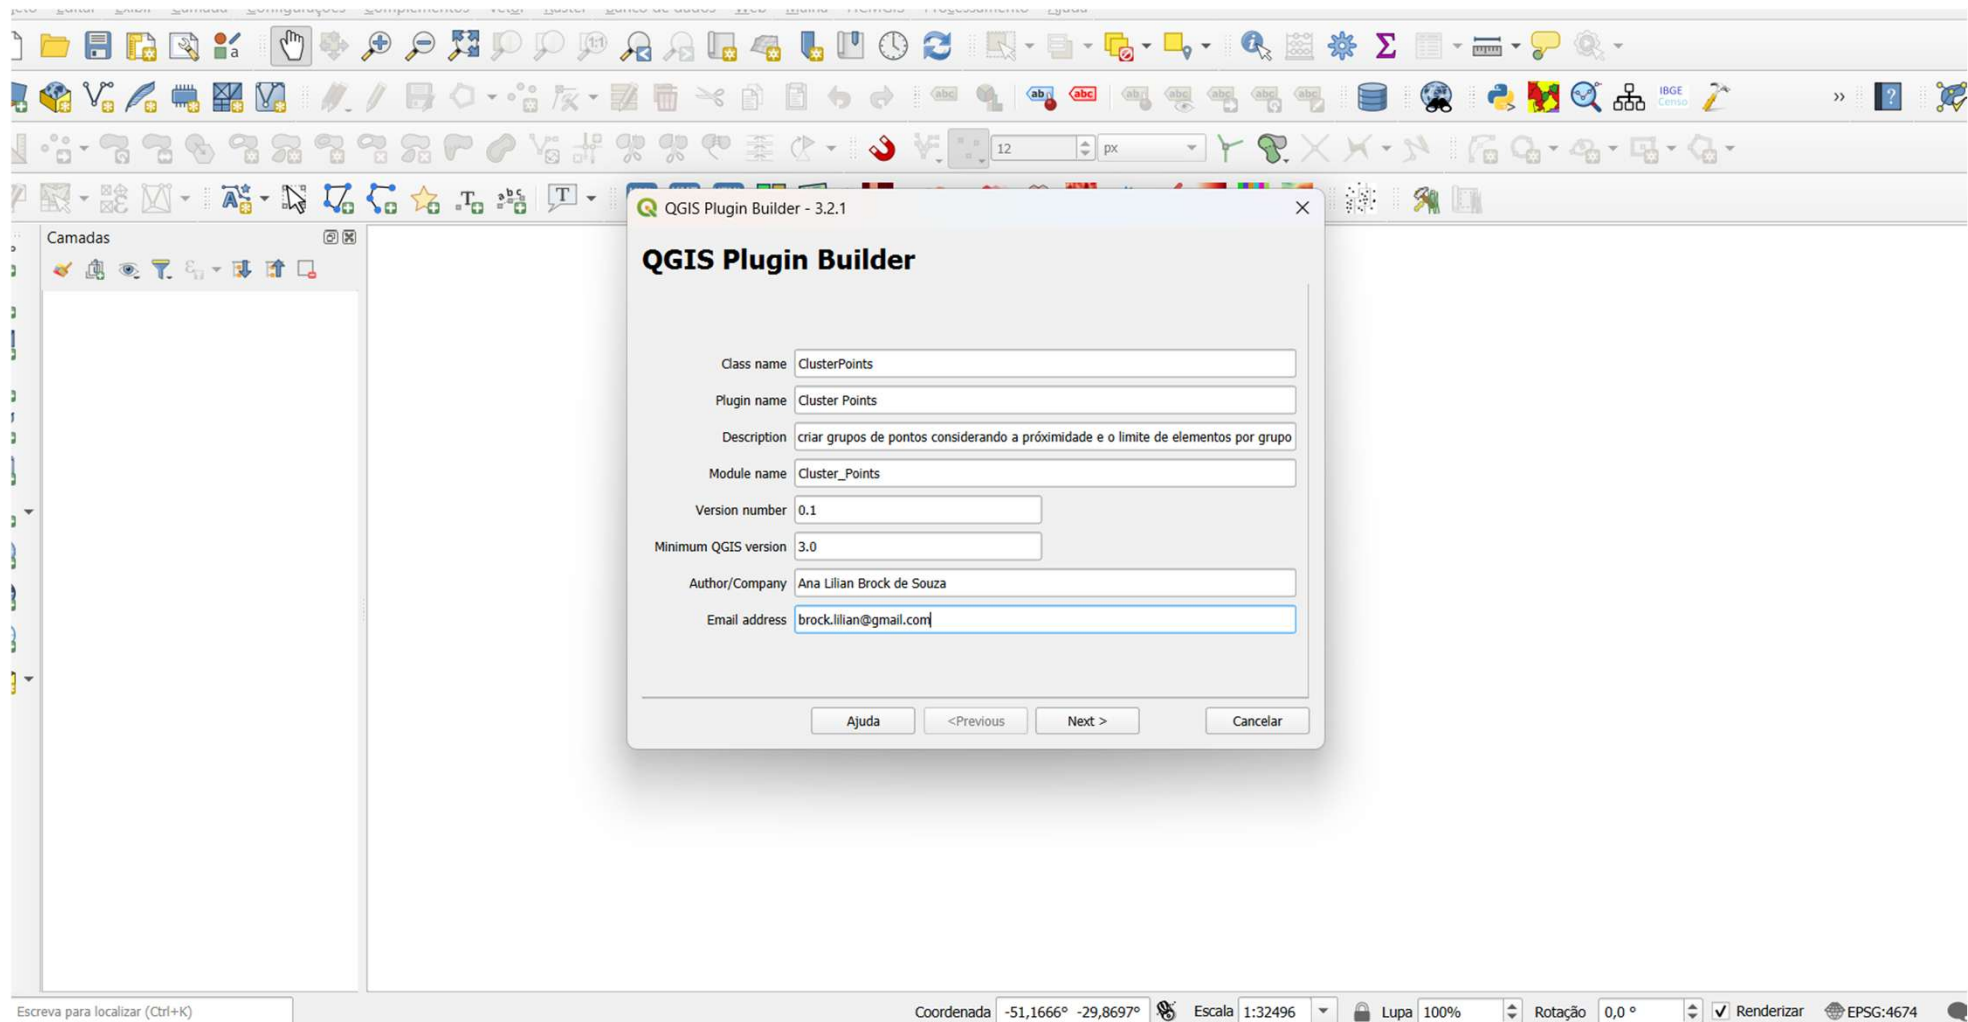 QGIS Plugin Builder - 3.2.1
QGIS Plugin Builder
Class name ClusterPoints
Plugin name Cluster Points
Description criar grupos de pontos considerando a próximidade e o limite de elementos por grupo
Module name Cluster_Points
Version number 0.1
Minimum QGIS version 3.0
Author/Company Ana Lilian Brock de Souza
Email address brock.lilian@gmail.com
Ajuda <Previous Next > Cancelar
12 px
IBGE
Censo
Camadas
Escreva para localizar (Ctrl+K)
Coordenada -51,1666° -29,8697° Escala 1:32496 Lupa 100% Rotação 0,0 ° Renderizar EPSG:4674